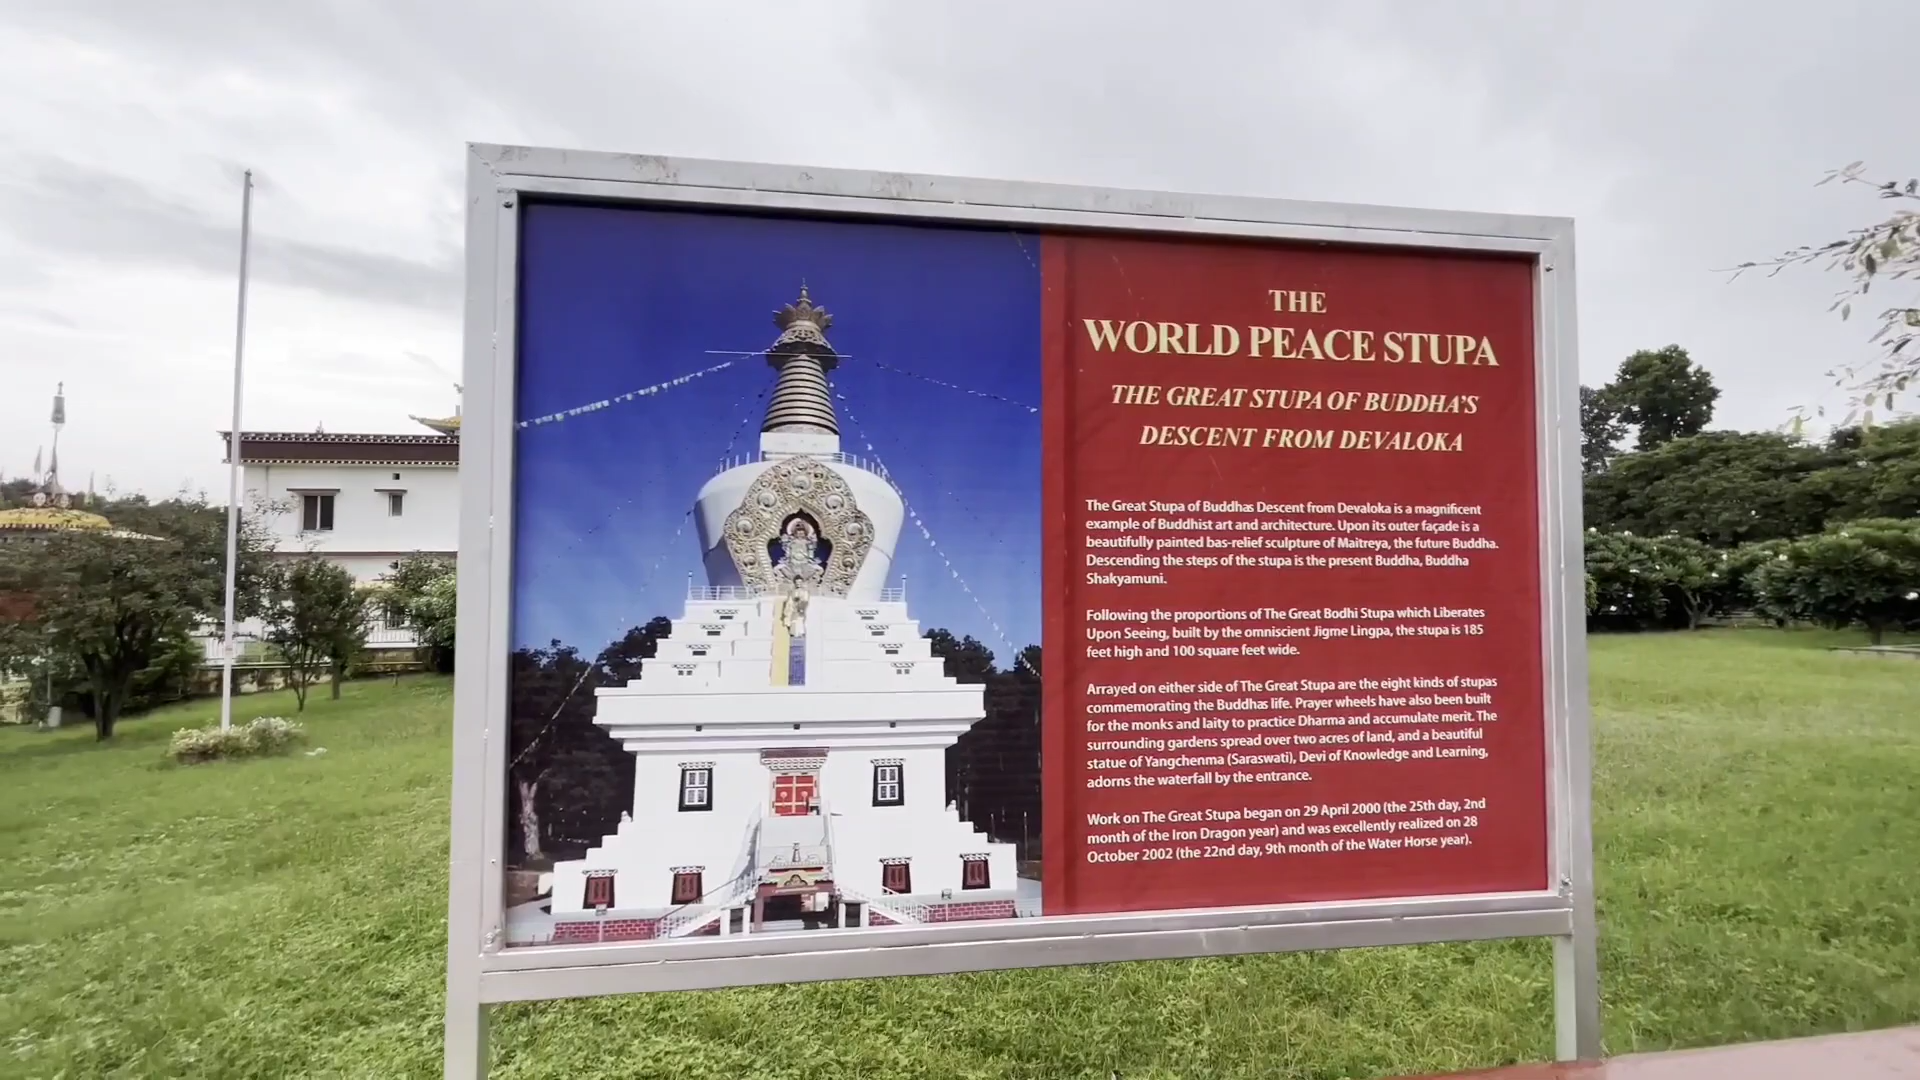 THE
WORLD PEACE STUPA
THE GREAT STUPA OF BUDDHA'S
DESCENT FROM DEVALOKA
The Great Stupa of Buddhas Descent from Devaloka is a magnificent
example of Buddhist art and architecture. Upon its outer façade is a
beautifully painted bas-relief sculpture of Maitreya, the future Buddha.
Descending the steps of the stupa is the present Buddha, Buddha
Shakyamuni.
Following the proportions of The Great Bodhi Stupa which Liberates
Upon Seeing, built by the omniscient Jigme Lingpa, the stupa is 185
feet high and 100 square feet wide.
Arrayed on either side of The Great Stupa are the eight kinds of stupas
commemorating the Buddhas life. Prayer wheels have also been built
for the monks and laity to practice Dharma and accumulate merit. The
surrounding gardens spread over two acres of land, and a beautiful
statue of Yangchenma (Saraswati), Devi of Knowledge and Learning,
adorns the waterfall by the entrance.
Work on The Great Stupa began on 29 April 2000 (the 25th day, 2nd
month of the Iron Dragon year) and was excellently realized on 28
October 2002 (the 22nd day, 9th month of the Water Horse year).